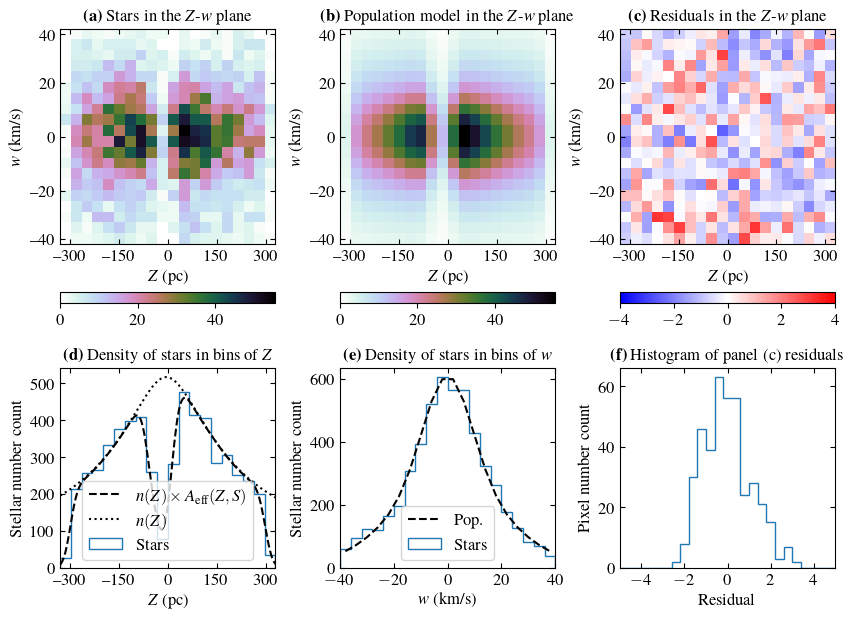 (a) Stars in the Z-w plane
(b) Population model in the Z-w plane
(c) Residuals in the Z-w plane
40
20
0
−20
−40
w (km/s)
−300 −150 0 150 300
Z (pc)
0 20 40
40
20
0
−20
−40
w (km/s)
−300 −150 0 150 300
Z (pc)
0 20 40
40
20
0
−20
−40
w (km/s)
−300 −150 0 150 300
Z (pc)
−4 −2 0 2 4
(d) Density of stars in bins of Z
(e) Density of stars in bins of w
(f) Histogram of panel (c) residuals
500
400
300
200
100
0
Stellar number count
n(Z) × A_eff(Z, S)
n(Z)
Stars
−300 −150 0 150 300
Z (pc)
600
400
200
0
Stellar number count
Pop.
Stars
−40 −20 0 20 40
w (km/s)
60
40
20
0
Pixel number count
−4 −2 0 2 4
Residual